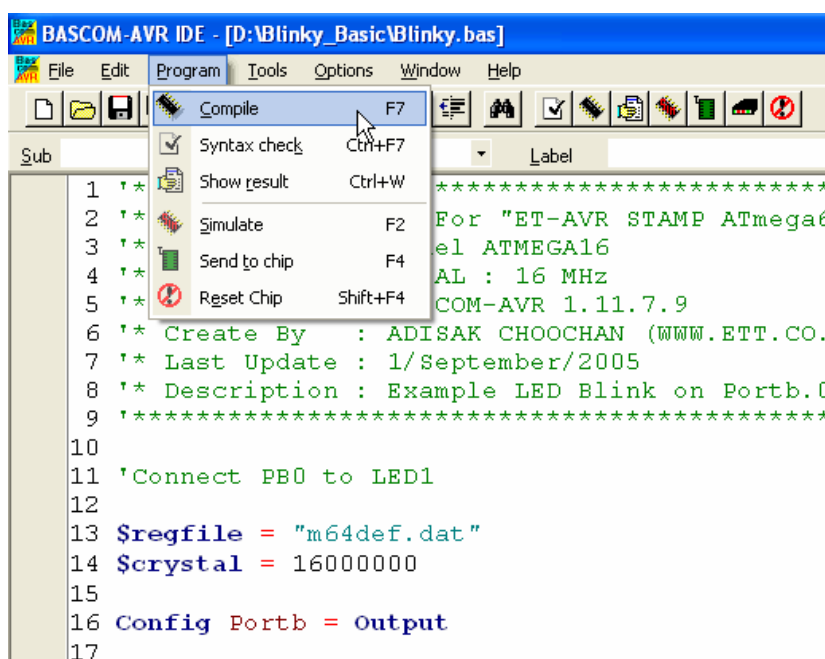 BASCOM-AVR IDE - [D:\Blinky_Basic\Blinky.bas]
File Edit Program Tools Options Window Help
Compile F7
Syntax check Ctrl+F7
Show result Ctrl+W
Simulate F2
Send to chip F4
Reset Chip Shift+F4
Sub Label
1 '*
2 '* For "ET-AVR STAMP ATmega6
3 '* el ATMEGA16
4 '* AL : 16 MHz
5 '* COM-AVR 1.11.7.9
6 '* Create By : ADISAK CHOOCHAN (WWW.ETT.CO.
7 '* Last Update : 1/September/2005
8 '* Description : Example LED Blink on Portb.0
9 '*********************************************
10
11 'Connect PB0 to LED1
12
13 $regfile = "m64def.dat"
14 $crystal = 16000000
15
16 Config Portb = Output
17